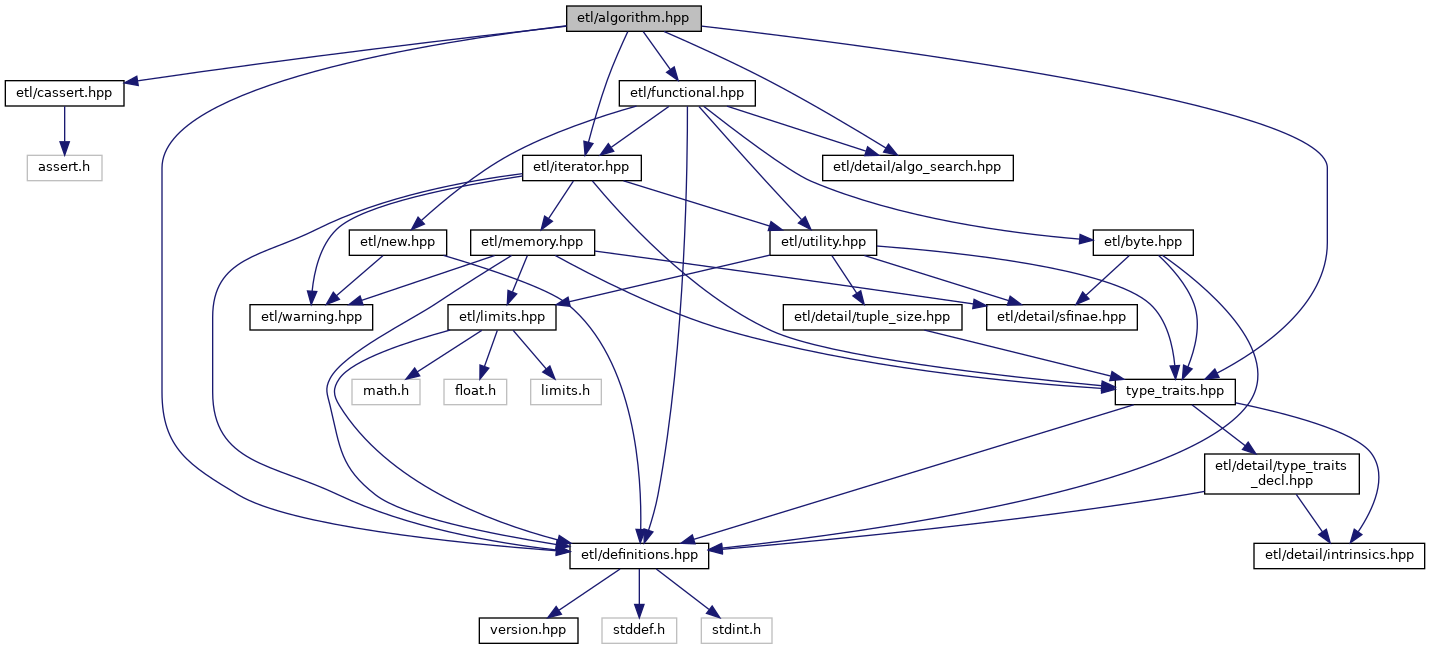 etl/algorithm.hpp
etl/cassert.hpp
etl/functional.hpp
assert.h
etl/iterator.hpp
etl/detail/algo_search.hpp
etl/new.hpp
etl/memory.hpp
etl/utility.hpp
etl/byte.hpp
etl/warning.hpp
etl/limits.hpp
etl/detail/tuple_size.hpp
etl/detail/sfinae.hpp
math.h
float.h
limits.h
type_traits.hpp
etl/detail/type_traits
_decl.hpp
etl/definitions.hpp
etl/detail/intrinsics.hpp
version.hpp
stddef.h
stdint.h